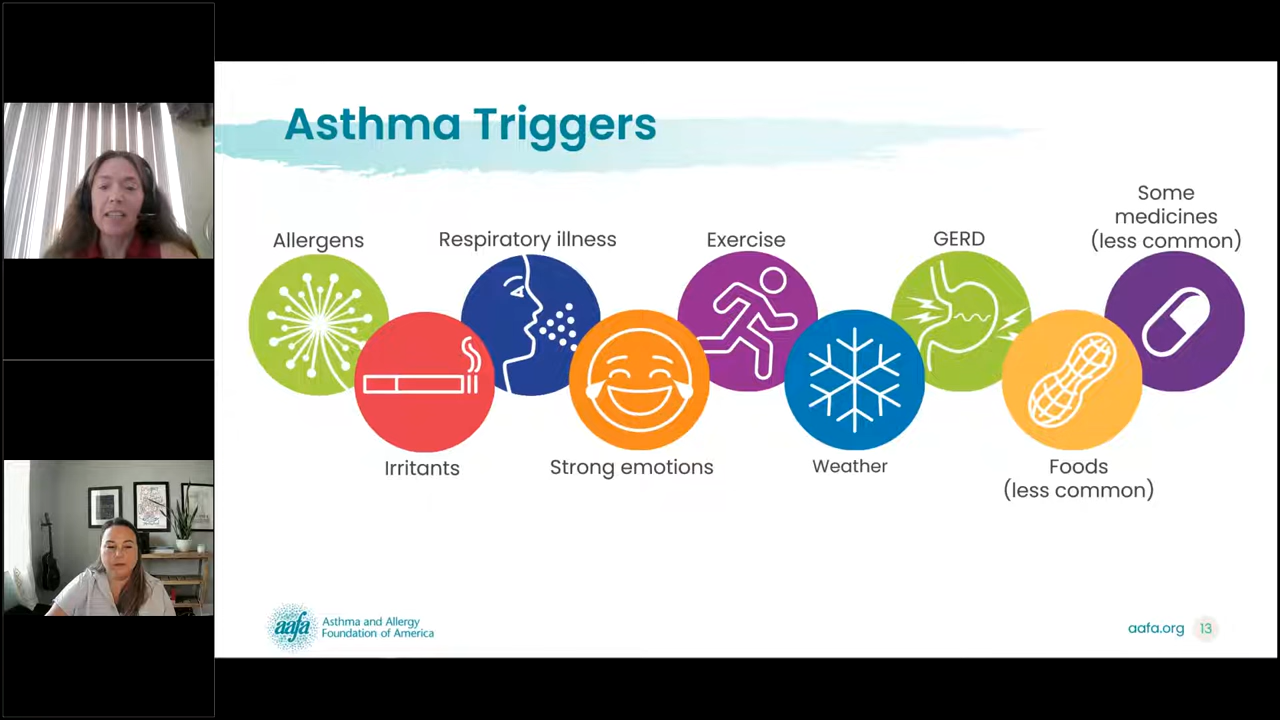 Asthma Triggers
Allergens
Respiratory illness
Exercise
GERD
Some
medicines
(less common)
Irritants
Strong emotions
Weather
Foods
(less common)
aafa
Asthma and Allergy
Foundation of America
aafa.org 13